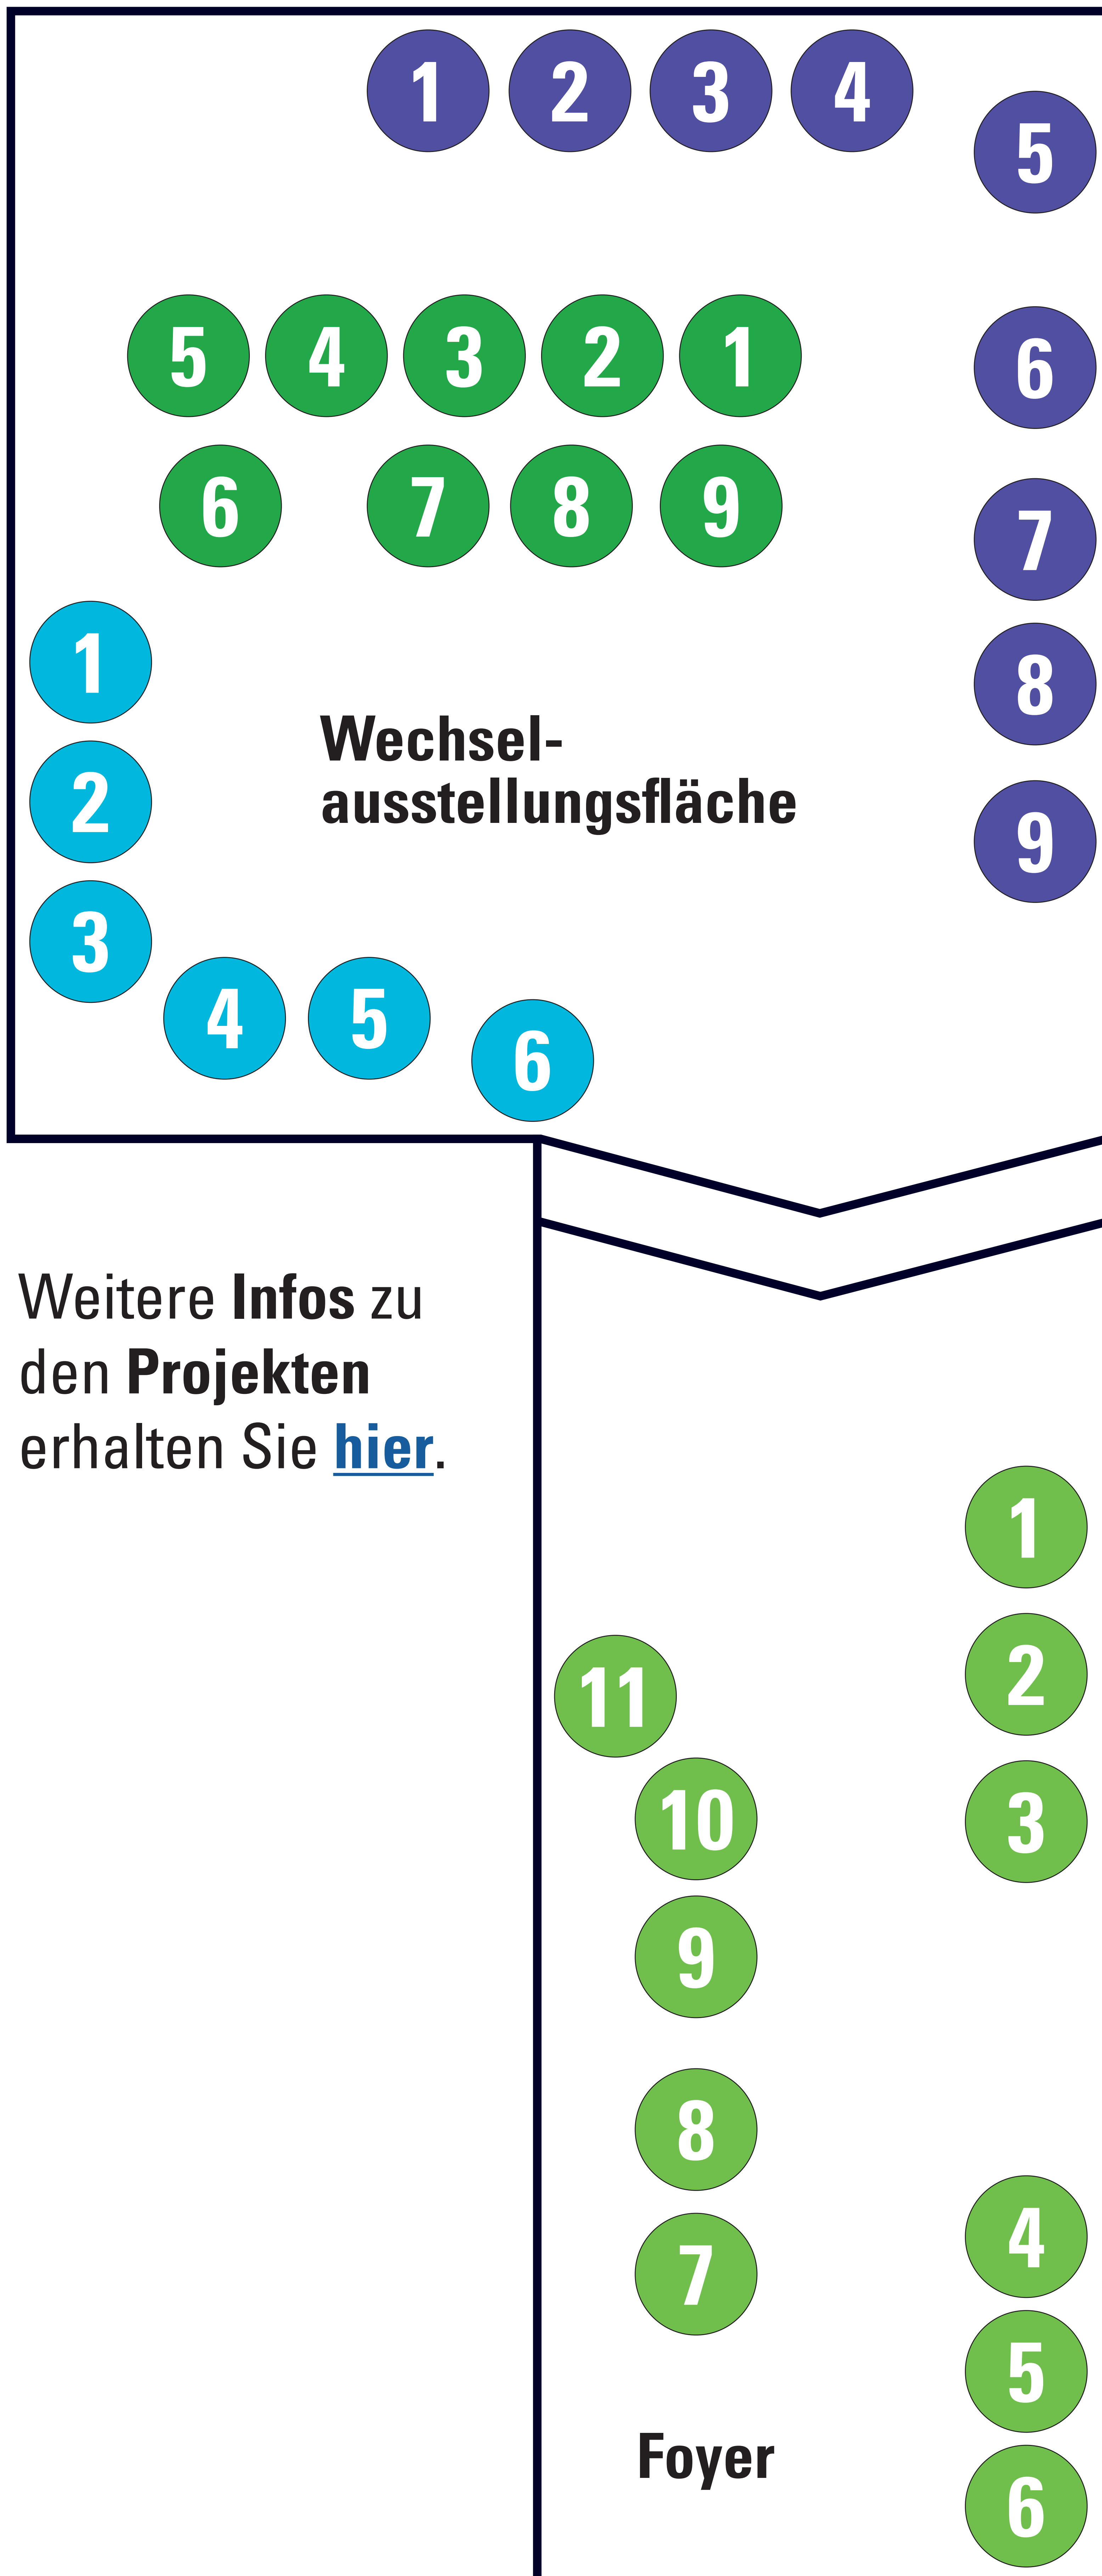 1 2 3 4
5
5 4 3 2 1
6
6 7 8 9
7
1
8
Wechsel-
2
ausstellungsfläche
9
3
4 5
6
Weitere Infos zu
den Projekten
erhalten Sie hier.
1
2
11
10
3
9
8
4
7
5
Foyer
6